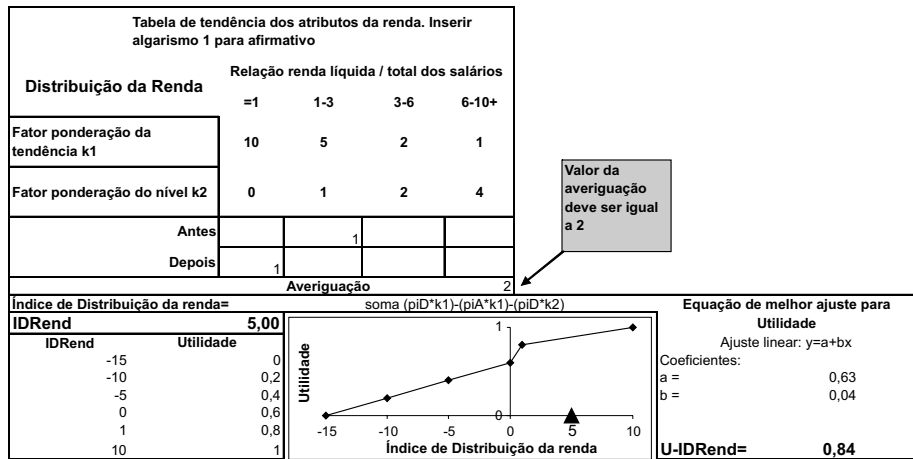 Tabela de tendência dos atributos da renda. Inserir
algarismo 1 para afirmativo
Distribuição da Renda
Relação renda líquida / total dos salários
=1 1-3 3-6 6-10+
Fator ponderação da
tendência k1
10 5 2 1
Fator ponderação do nível k2 0 1 2 4
Valor da
averiguação
deve ser igual
a 2
Antes 1
Depois 1
Averiguação 2
Índice de Distribuição da renda= soma (piD*k1)-(piA*k1)-(piD*k2)
IDRend 5,00
IDRend Utilidade
-15 0
-10 0,2
-5 0,4
0 0,6
1 0,8
10 1
Utilidade
1
0
-15 -10 -5 0 5 10
Índice de Distribuição da renda
Equação de melhor ajuste para
Utilidade
Ajuste linear: y=a+bx
Coeficientes:
a = 0,63
b = 0,04
U-IDRend= 0,84